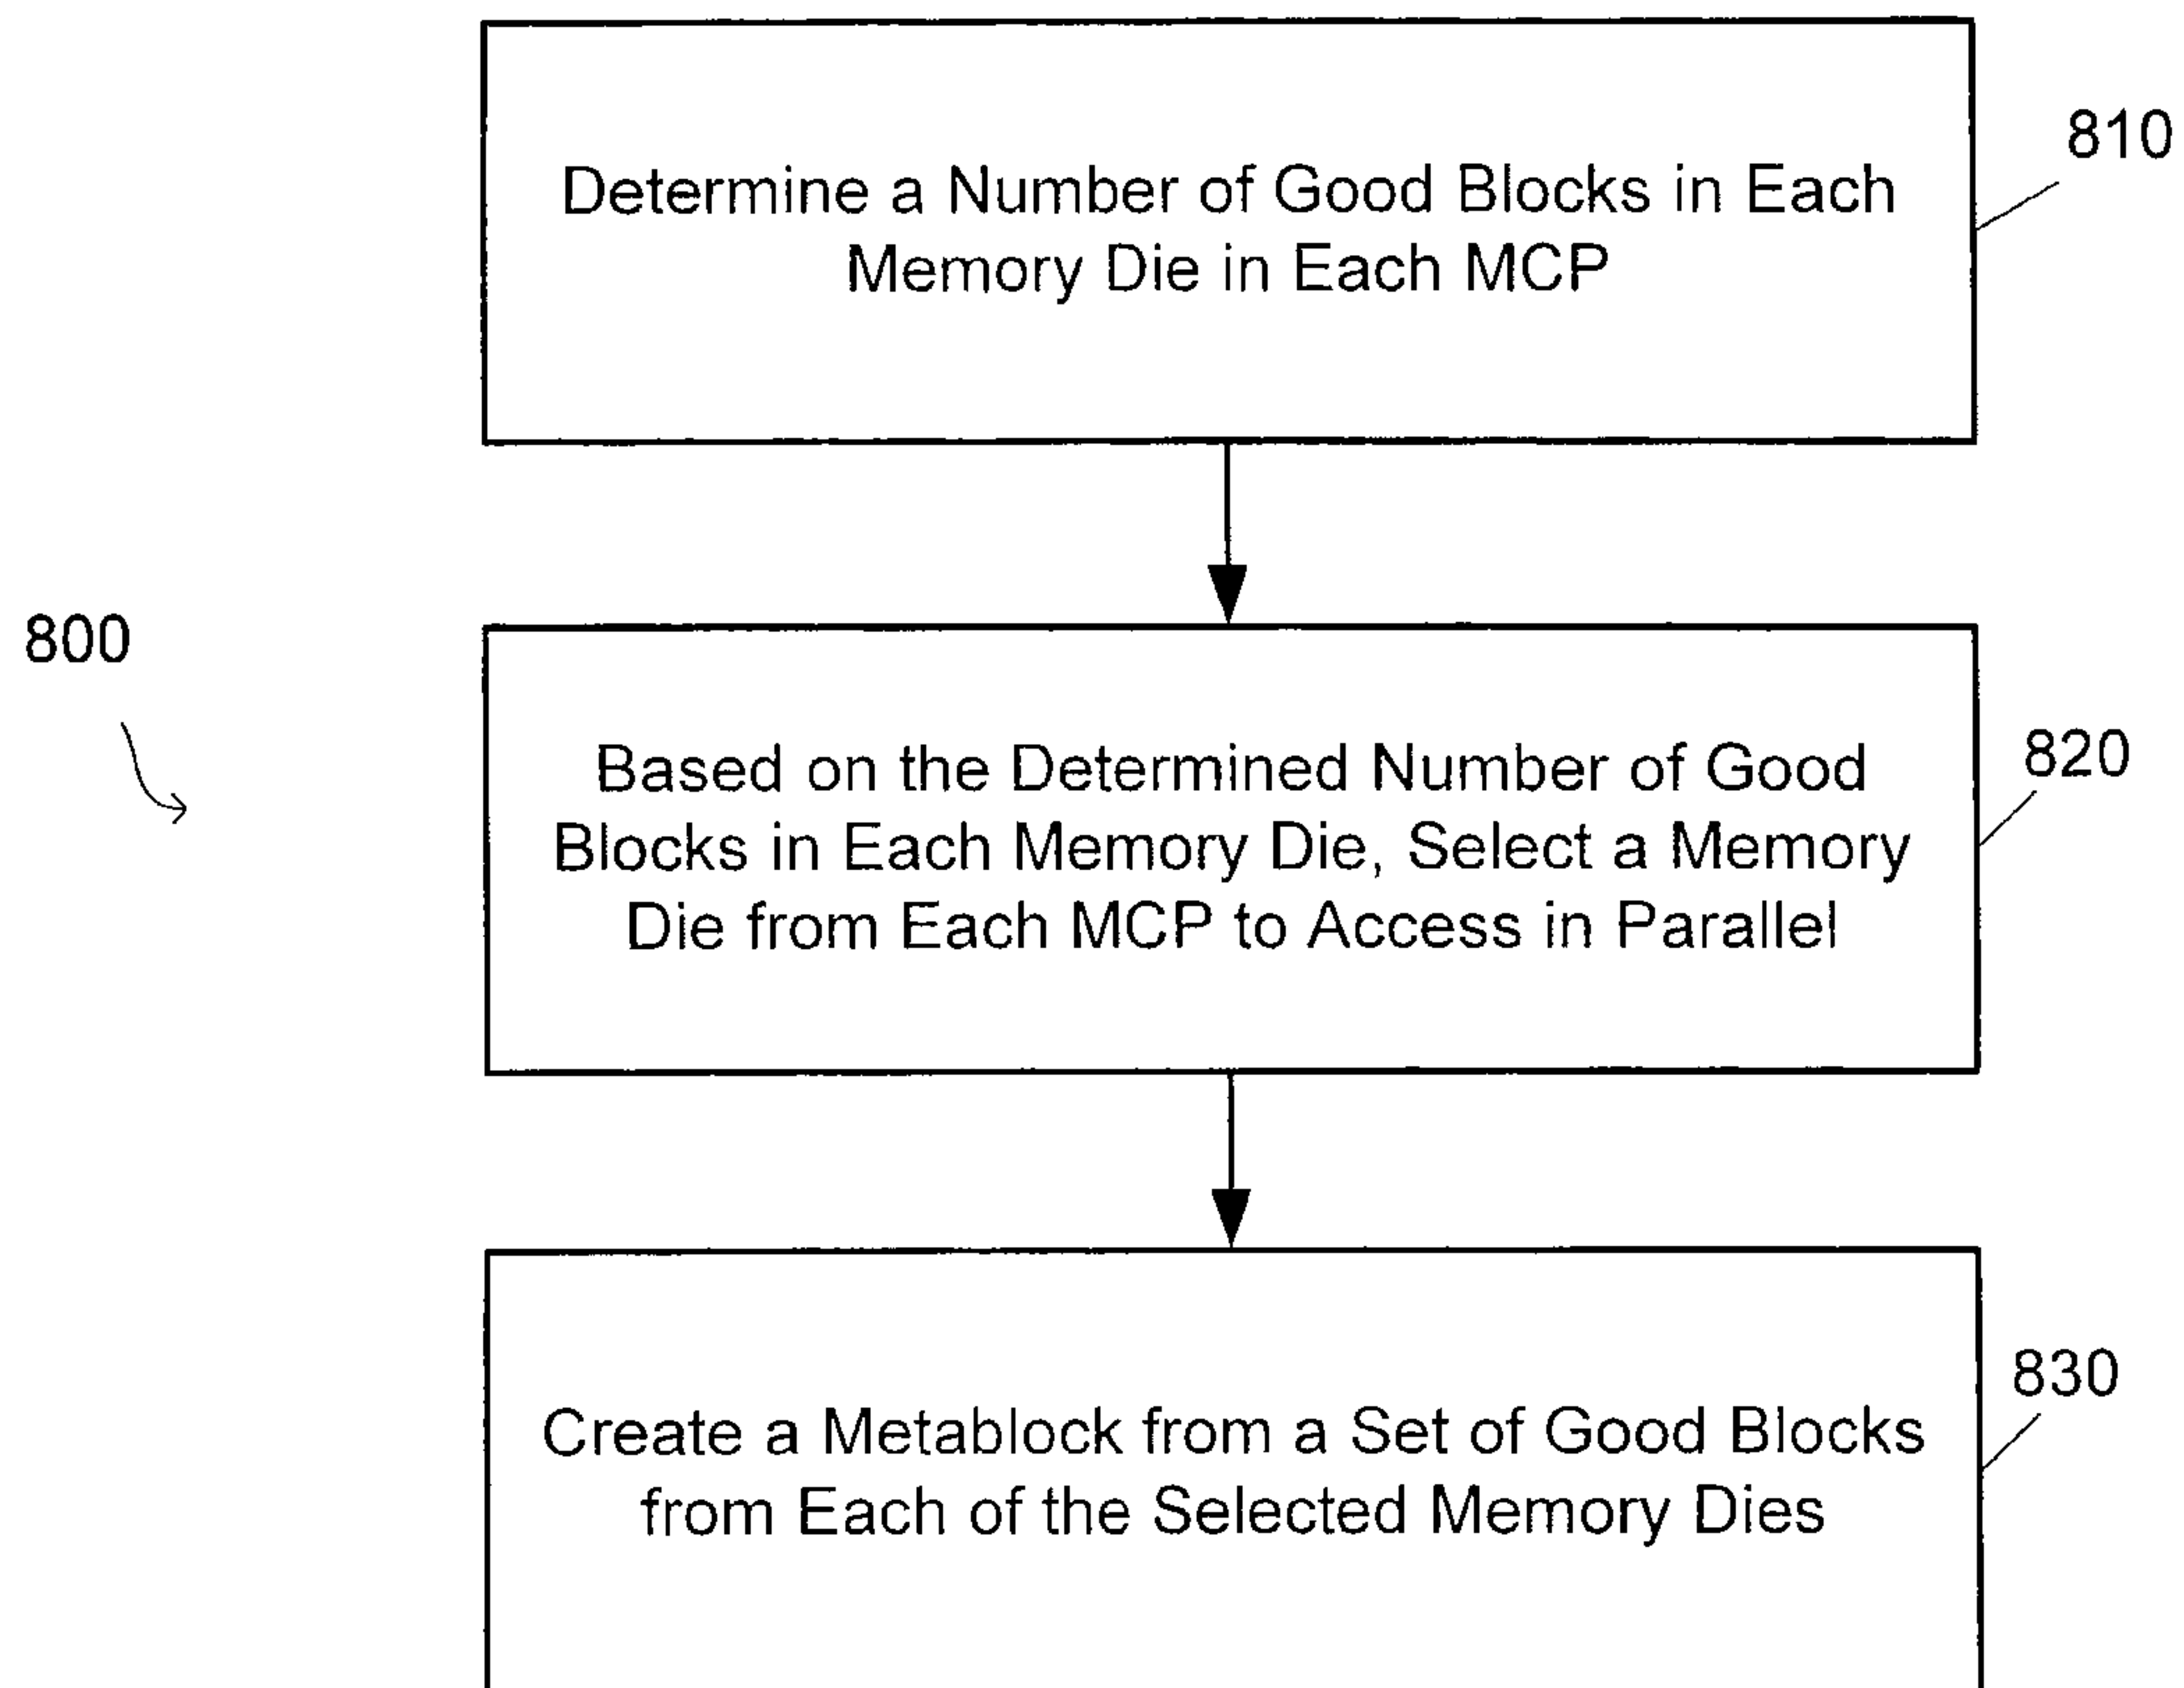 Determine a Number of Good Blocks in Each
Memory Die in Each MCP
810
800
Based on the Determined Number of Good
Blocks in Each Memory Die, Select a Memory
Die from Each MCP to Access in Parallel
820
Create a Metablock from a Set of Good Blocks
from Each of the Selected Memory Dies
830